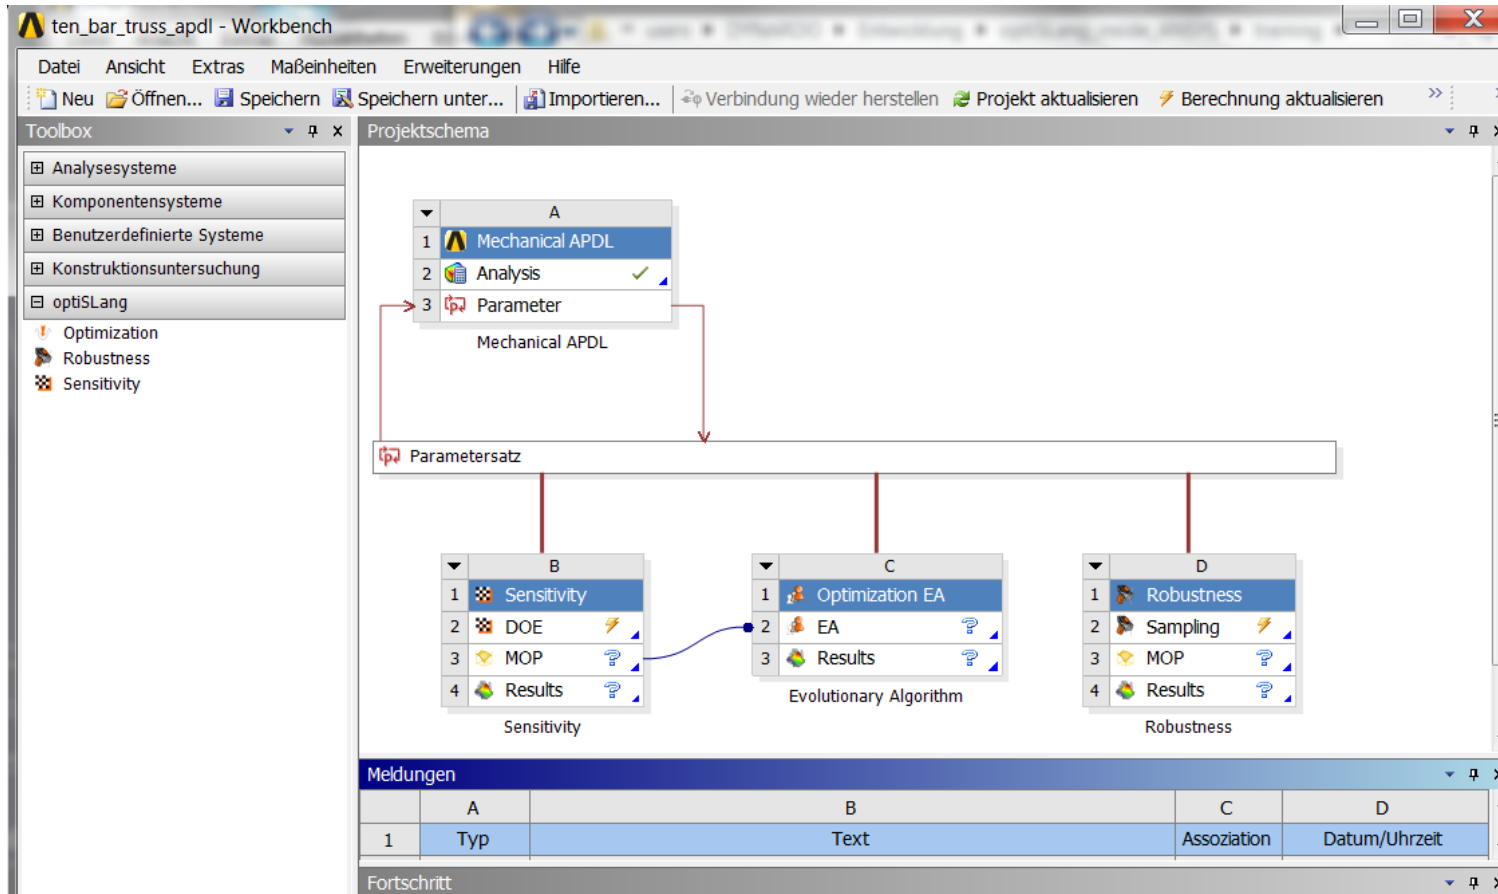 ten_bar_truss_apdl - Workbench
Datei Ansicht Extras Maßeinheiten Erweiterungen Hilfe
Neu Öffnen... Speichern Speichern unter... Importieren... Verbindung wieder herstellen Projekt aktualisieren Berechnung aktualisieren
Toolbox
Analysesysteme
Komponentensysteme
Benutzerdefinierte Systeme
Konstruktionsuntersuchung
optiSLang
Optimization
Robustness
Sensitivity
Projektschema
A
1 Mechanical APDL
2 Analysis
3 Parameter
Mechanical APDL
Parametersatz
B
1 Sensitivity
2 DOE
3 MOP
4 Results
Sensitivity
C
1 Optimization EA
2 EA
3 Results
Evolutionary Algorithm
D
1 Robustness
2 Sampling
3 MOP
4 Results
Robustness
Meldungen
A B C D
1 Typ Text Assoziation Datum/Uhrzeit
Fortschritt